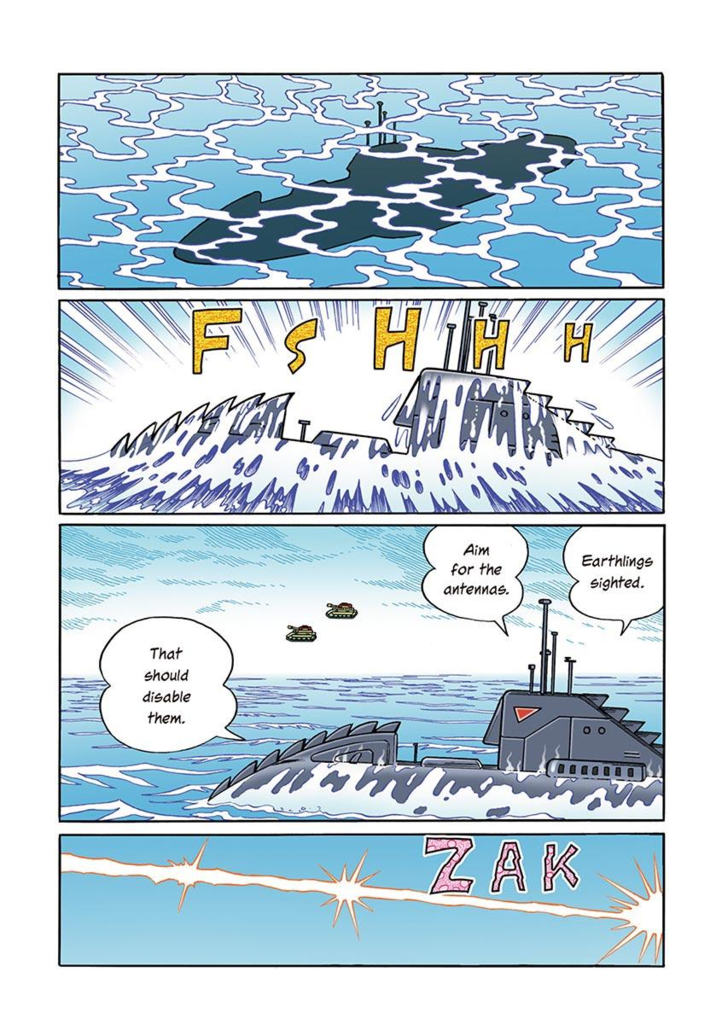 FSHHH
Earthlings
sighted.
Aim
for the
antennas.
That
should
disable
them.
ZAK